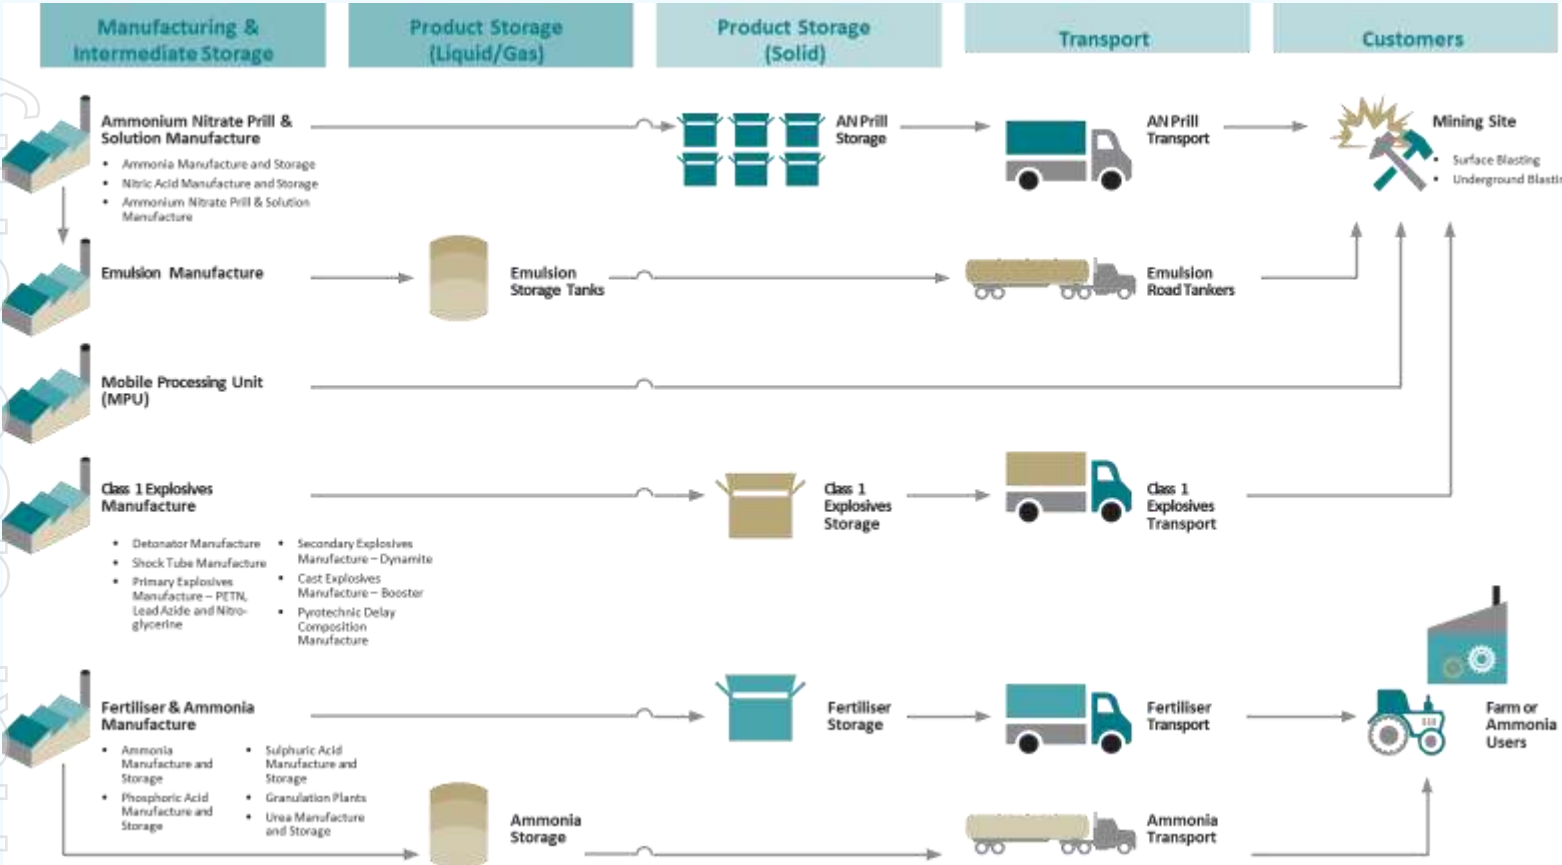 Manufacturing &
Intermediate Storage
Product Storage
(Liquid/Gas)
Product Storage
(Solid)
Transport
Customers
Ammonium Nitrate Prill &
Solution Manufacture
• Ammonia Manufacture and Storage
• Nitric Acid Manufacture and Storage
• Ammonium Nitrate Prill & Solution
Manufacture
AN Prill
Storage
AN Prill
Transport
Mining Site
• Surface Blasting
• Underground Blastin
Emulsion Manufacture
Emulsion
Storage Tanks
Emulsion
Road Tankers
Mobile Processing Unit
(MPU)
Class 1 Explosives
Manufacture
• Detonator Manufacture
• Shock Tube Manufacture
• Primary Explosives
Manufacture – PETN,
Lead Azide and Nitro-
glycerine
• Secondary Explosives
Manufacture – Dynamite
• Cast Explosives
Manufacture – Booster
• Pyrotechnic Delay
Composition
Manufacture
Class 1
Explosives
Storage
Class 1
Explosives
Transport
Fertiliser & Ammonia
Manufacture
• Ammonia
Manufacture and
Storage
• Phosphoric Acid
Manufacture and
Storage
• Sulphuric Acid
Manufacture and
Storage
• Granulation Plants
• Urea Manufacture
and Storage
Fertiliser
Storage
Fertiliser
Transport
Farm or
Ammonia
Users
Ammonia
Storage
Ammonia
Transport